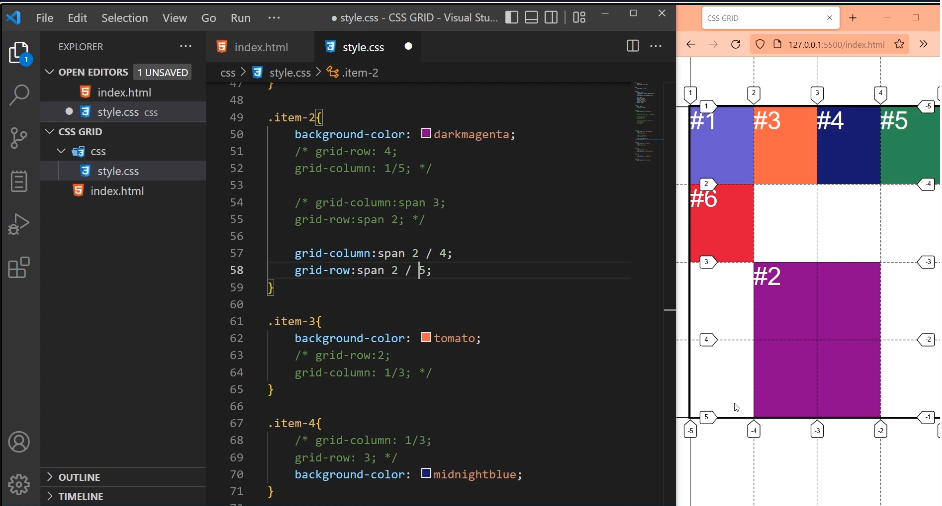 File Edit Selection View Go Run ···
● style.css - CSS GRID - Visual Stu...
EXPLORER ···
OPEN EDITORS 1 UNSAVED
index.html
style.css css
CSS GRID
css
style.css
index.html
OUTLINE
TIMELINE
1
index.html
style.css
css > style.css > .item-2
47 }
48
49 .item-2{
50 background-color: darkmagenta;
51 /* grid-row: 4;
52 grid-column: 1/5; */
53
54 /* grid-column:span 3;
55 grid-row:span 2; */
56
57 grid-column:span 2 / 4;
58 grid-row:span 2 / 5;
59 }
60
61 .item-3{
62 background-color: tomato;
63 /* grid-row:2;
64 grid-column: 1/3; */
65 }
66
67 .item-4{
68 /* grid-column: 1/3;
69 grid-row: 3; */
70 background-color: midnightblue;
71 }
CSS GRID
127.0.0.1:5500/index.html
1 2 3 4
1 -5
#1 #3 #4 #5
2 -4
#6
3 -3
#2
4 -2
5 -1
-5 -4 -3 -2